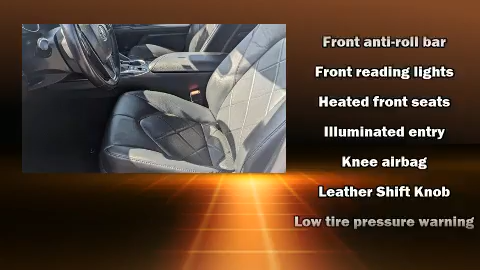 Front anti-roll bar
Front reading lights
Heated front seats
Illuminated entry
Knee airbag
Leather Shift Knob
Low tire pressure warning